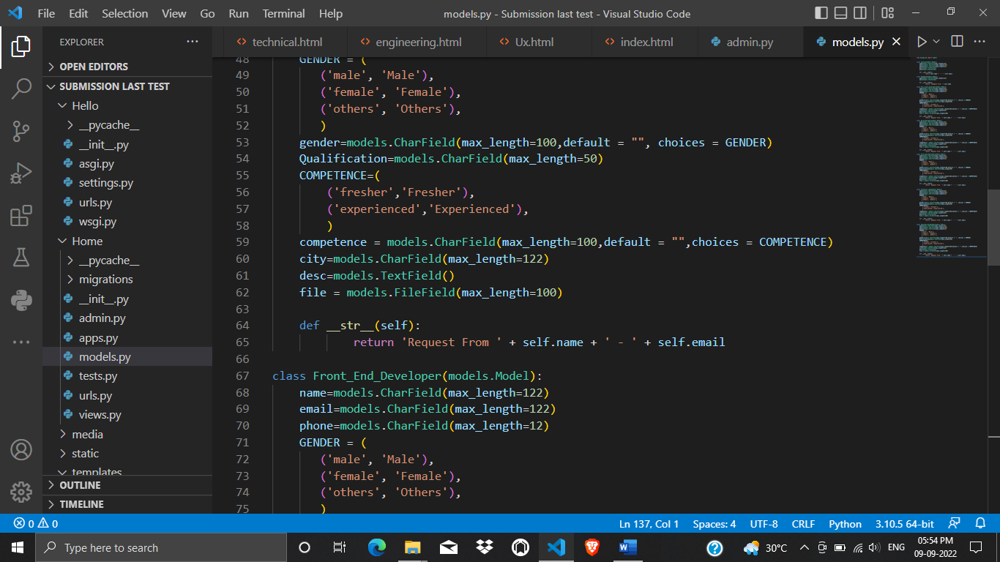 File Edit Selection View Go Run Terminal Help models.py - Submission last test - Visual Studio Code
EXPLORER
technical.html engineering.html Ux.html index.html admin.py models.py
OPEN EDITORS
SUBMISSION LAST TEST
Hello
__pycache__
__init__.py
asgi.py
settings.py
urls.py
wsgi.py
Home
__pycache__
migrations
__init__.py
admin.py
apps.py
models.py
tests.py
urls.py
views.py
media
static
templates
OUTLINE
TIMELINE
48 GENDER = (
49 ('male', 'Male'),
50 ('female', 'Female'),
51 ('others', 'Others'),
52 )
53 gender=models.CharField(max_length=100,default = "", choices = GENDER)
54 Qualification=models.CharField(max_length=50)
55 COMPETENCE=(
56 ('fresher','Fresher'),
57 ('experienced','Experienced'),
58 )
59 competence = models.CharField(max_length=100,default = "",choices = COMPETENCE)
60 city=models.CharField(max_length=122)
61 desc=models.TextField()
62 file = models.FileField(max_length=100)
63
64 def __str__(self):
65 return 'Request From ' + self.name + ' - ' + self.email
66
67 class Front_End_Developer(models.Model):
68 name=models.CharField(max_length=122)
69 email=models.CharField(max_length=122)
70 phone=models.CharField(max_length=12)
71 GENDER = (
72 ('male', 'Male'),
73 ('female', 'Female'),
74 ('others', 'Others'),
75 )
0 0 Ln 137, Col 1 Spaces: 4 UTF-8 CRLF Python 3.10.5 64-bit
Type here to search 30°C ENG 05:54 PM
09-09-2022